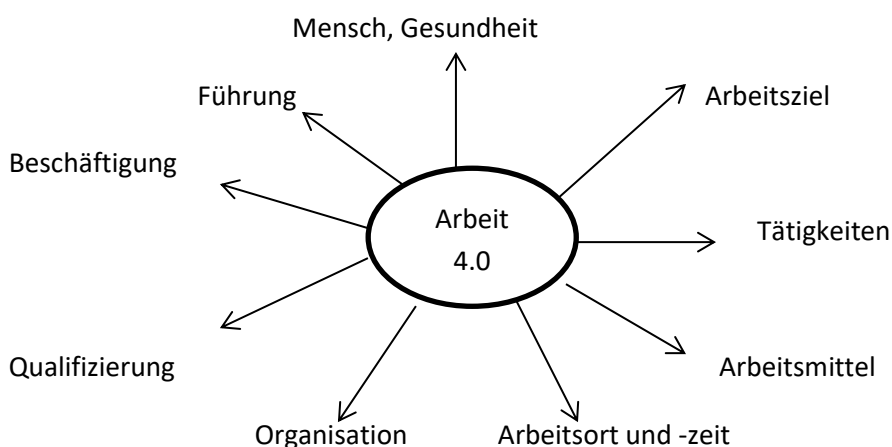 Mensch, Gesundheit
Führung
Arbeitsziel
Beschäftigung
Arbeit
4.0
Tätigkeiten
Qualifizierung
Arbeitsmittel
Organisation
Arbeitsort und -zeit